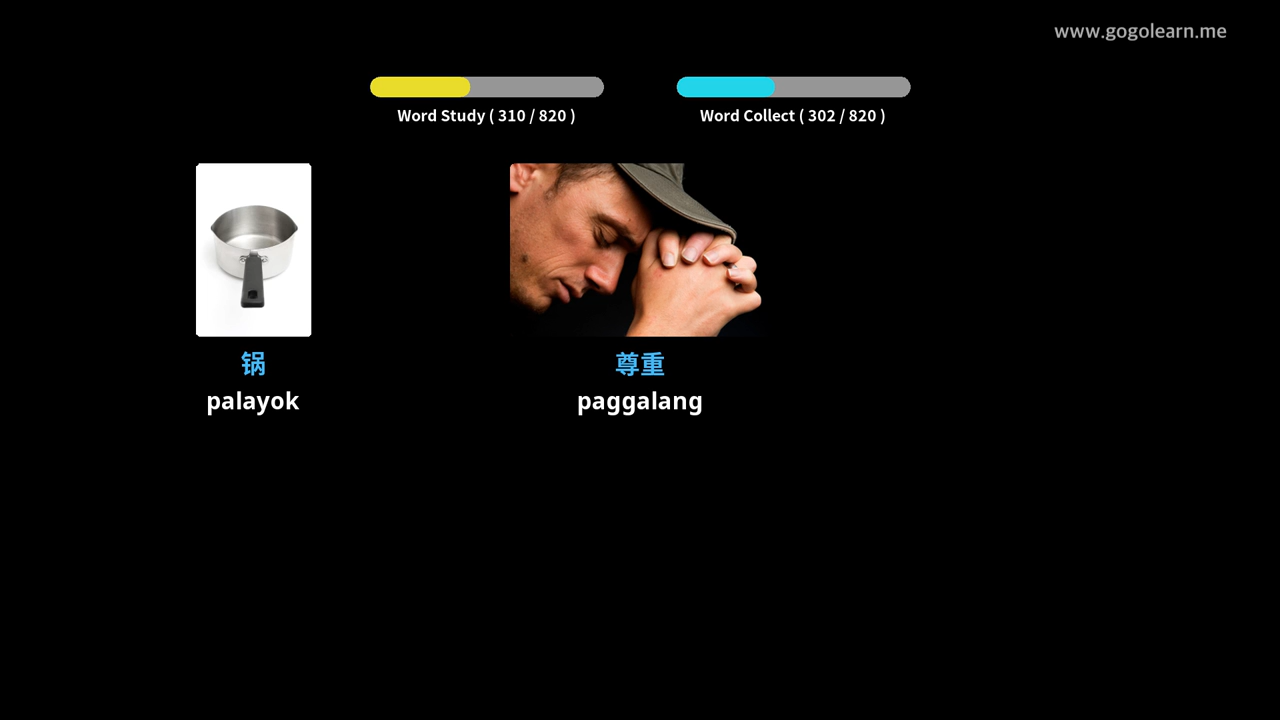 www.gogolearn.me
Word Study ( 310 / 820 )
Word Collect ( 302 / 820 )
锅
palayok
尊重
paggalang